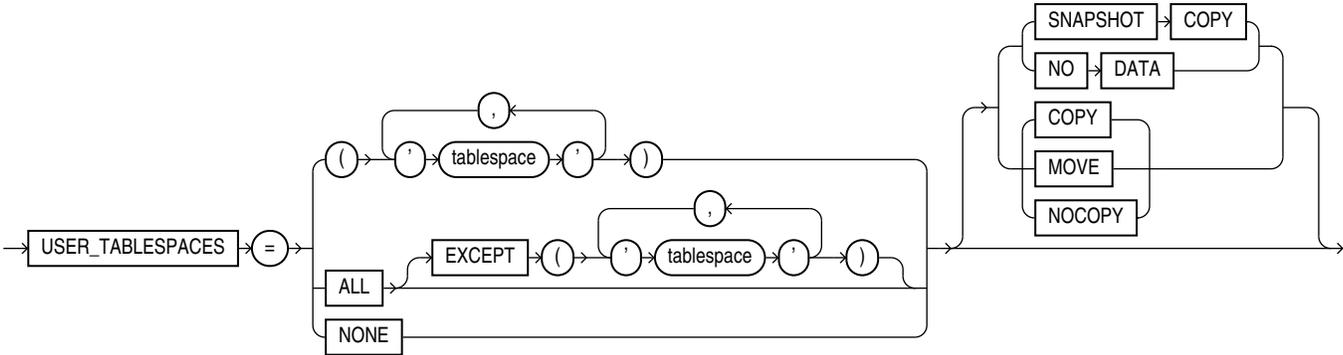 SNAPSHOT COPY
NO DATA
,
COPY
( ' tablespace ' )
MOVE
,
NOCOPY
USER_TABLESPACES =
EXCEPT ( ' tablespace ' )
ALL
NONE